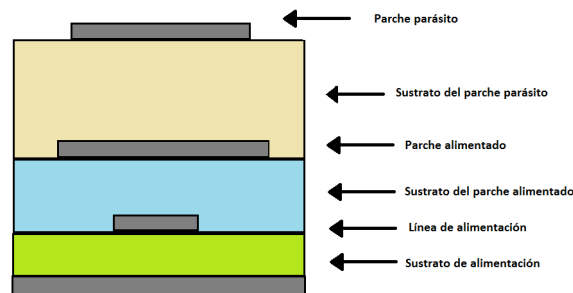 Parche parásito
Sustrato del parche parásito
Parche alimentado
Sustrato del parche alimentado
Línea de alimentación
Sustrato de alimentación